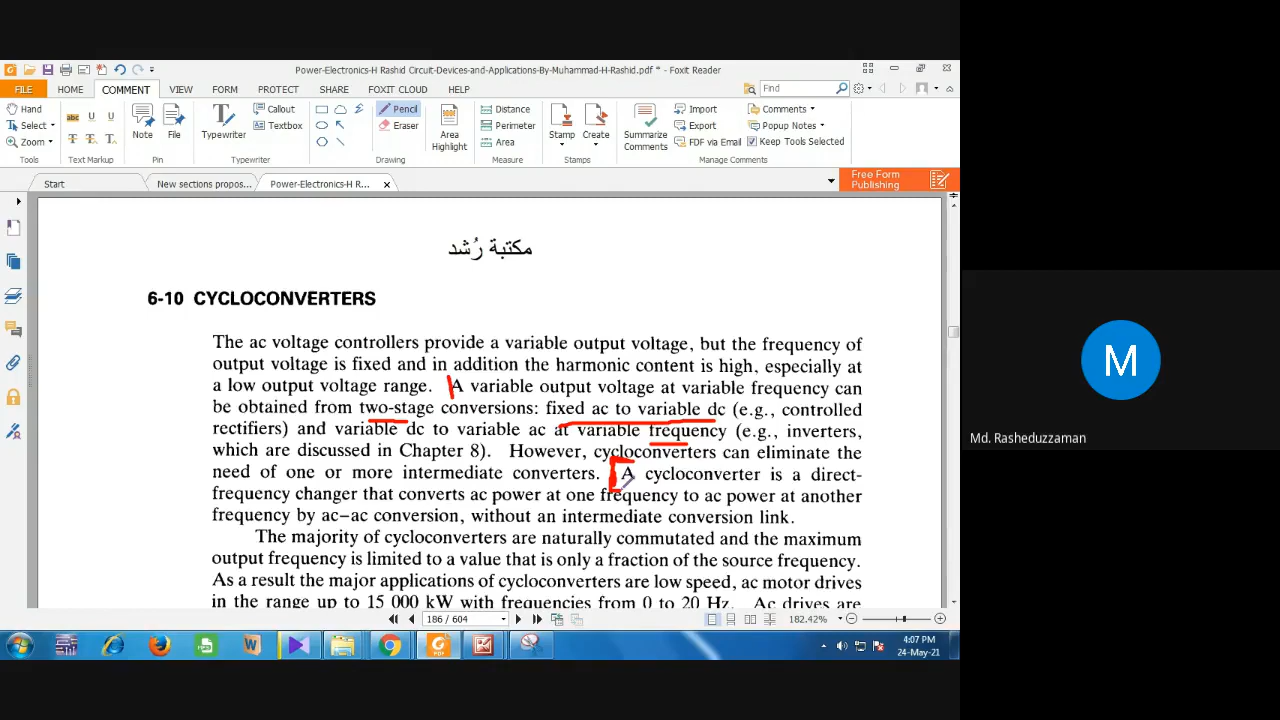 Power-Electronics-H Rashid Circuit-Devices-and-Applications-By-Muhammad-H-Rashid.pdf * - Foxit Reader
FILE HOME COMMENT VIEW FORM PROTECT SHARE FOXIT CLOUD HELP
Find
Hand
Select
Zoom
Tools
Text Markup
Note
File
Pin
Typewriter
Callout
Textbox
Typewriter
Pencil
Eraser
Area Highlight
Drawing
Distance
Perimeter
Area
Measure
Stamp
Create
Stamps
Summarize Comments
Import
Export
FDF via Email
Comments
Popup Notes
Keep Tools Selected
Manage Comments
Start
New sections propos...
Power-Electronics-H R...
Free Form Publishing
مكتبة رُشد
6-10 CYCLOCONVERTERS
The ac voltage controllers provide a variable output voltage, but the frequency of
output voltage is fixed and in addition the harmonic content is high, especially at
a low output voltage range. A variable output voltage at variable frequency can
be obtained from two-stage conversions: fixed ac to variable dc (e.g., controlled
rectifiers) and variable dc to variable ac at variable frequency (e.g., inverters,
which are discussed in Chapter 8). However, cycloconverters can eliminate the
need of one or more intermediate converters. A cycloconverter is a direct-
frequency changer that converts ac power at one frequency to ac power at another
frequency by ac–ac conversion, without an intermediate conversion link.
The majority of cycloconverters are naturally commutated and the maximum
output frequency is limited to a value that is only a fraction of the source frequency.
As a result the major applications of cycloconverters are low speed, ac motor drives
in the range up to 15 000 kW with frequencies from 0 to 20 Hz. Ac drives are
186 / 604
182.42%
4:07 PM
24-May-21
M
Md. Rasheduzzaman